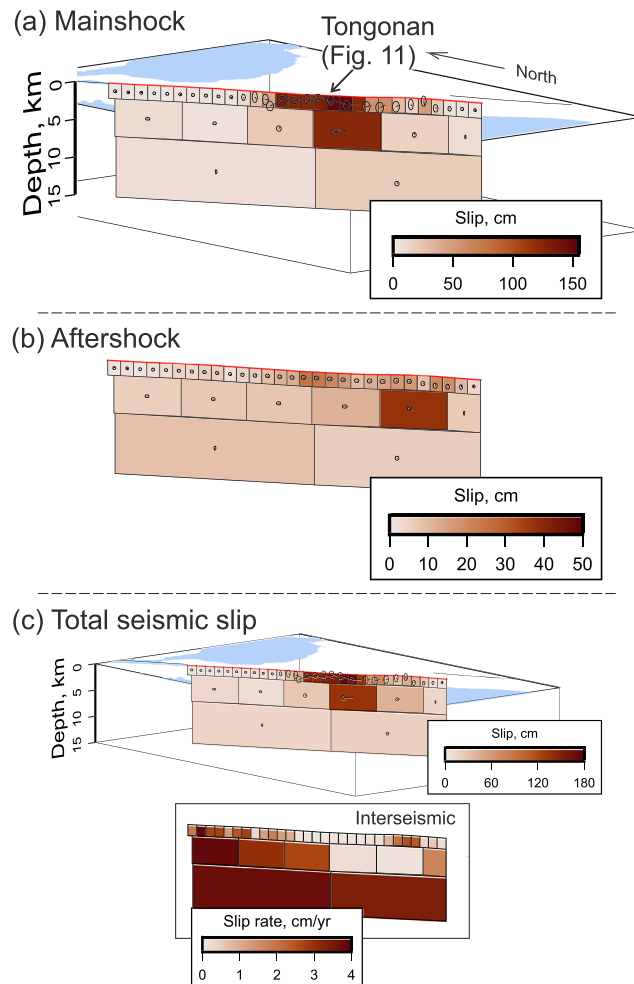 (a) Mainshock
Tongonan
(Fig. 11)
North
0
5
10
15
Depth, km
Slip, cm
0 50 100 150
(b) Aftershock
Slip, cm
0 10 20 30 40 50
(c) Total seismic slip
0
5
10
15
Depth, km
Slip, cm
0 60 120 180
Interseismic
Slip rate, cm/yr
0 1 2 3 4